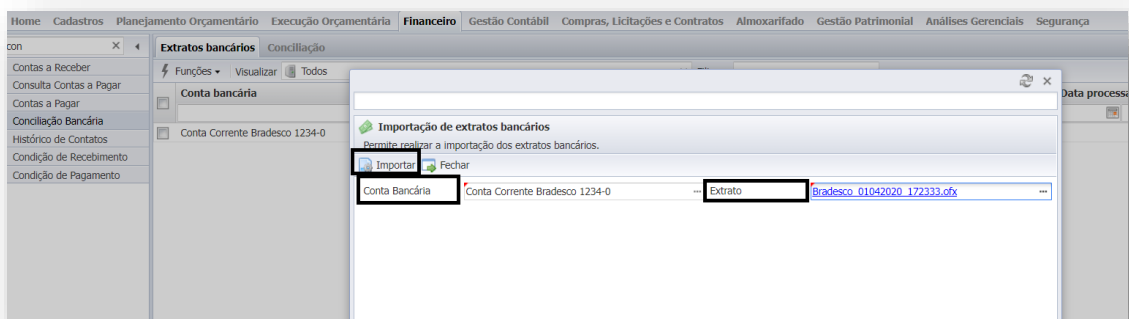 Home Cadastros Planejamento Orçamentário Execução Orçamentária Financeiro Gestão Contábil Compras, Licitações e Contratos Almoxarifado Gestão Patrimonial Análises Gerenciais Segurança
con
Extratos bancários Conciliação
Contas a Receber
Consulta Contas a Pagar
Contas a Pagar
Conciliação Bancária
Histórico de Contatos
Condição de Recebimento
Condição de Pagamento
Funções Visualizar Todos
Conta bancária
Data processa
Conta Corrente Bradesco 1234-0
Importação de extratos bancários
Permite realizar a importação dos extratos bancários.
Importar Fechar
Conta Bancária Conta Corrente Bradesco 1234-0 ... Extrato Bradesco_01042020_172333.ofx ...